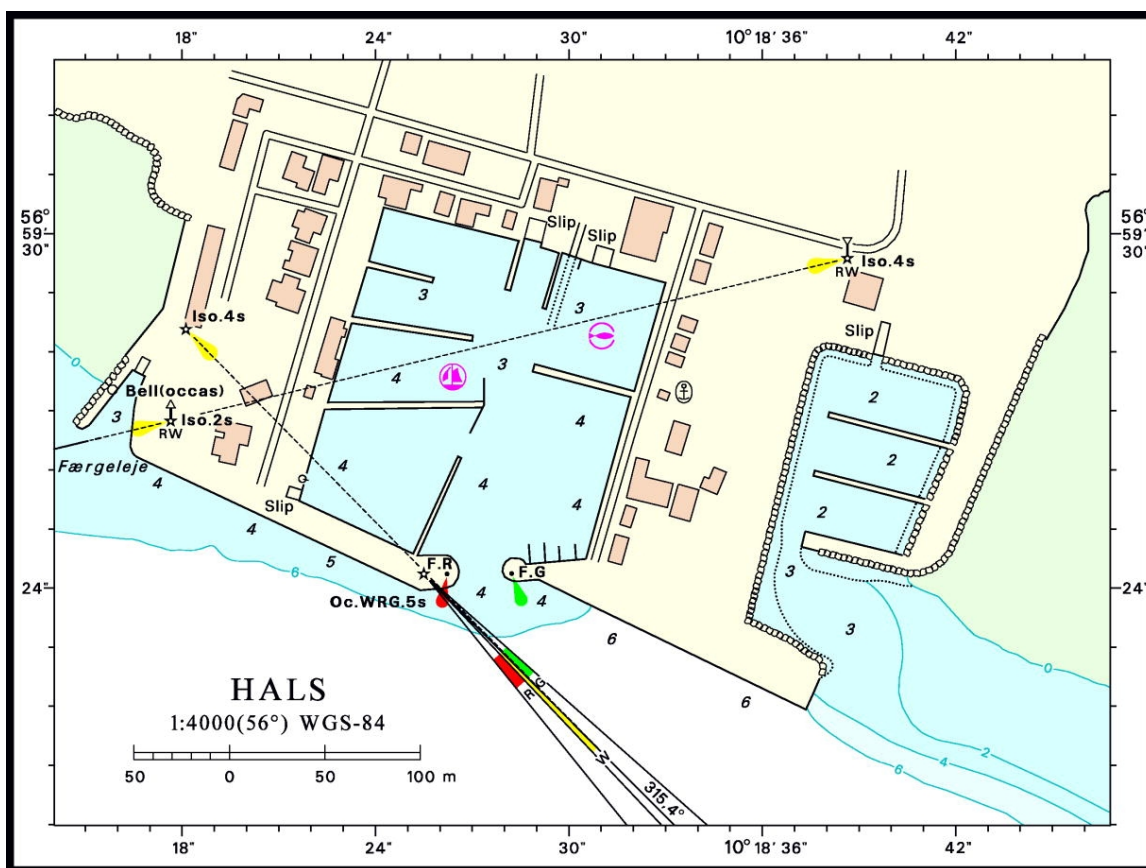 18" 24" 30" 10° 18' 36" 42"
56° 59' 30"
56° 59' 30"
Slip
Slip
Iso.4s
RW
3
3
Iso.4s
Slip
3
4
2
Bell(occas)
3
Iso.2s
RW
4
2
Færgeleje
4
4
4
Slip
4
2
4
5
6
F.R
F.G
24"
24"
Oc.WRG.5s
4
4
3
3
6
0
0
G
R
6
HALS
1:4000(56°) WGS-84
W
2
4
6
50 0 50 100 m
315.4°
18" 24" 30" 10° 18' 36" 42"